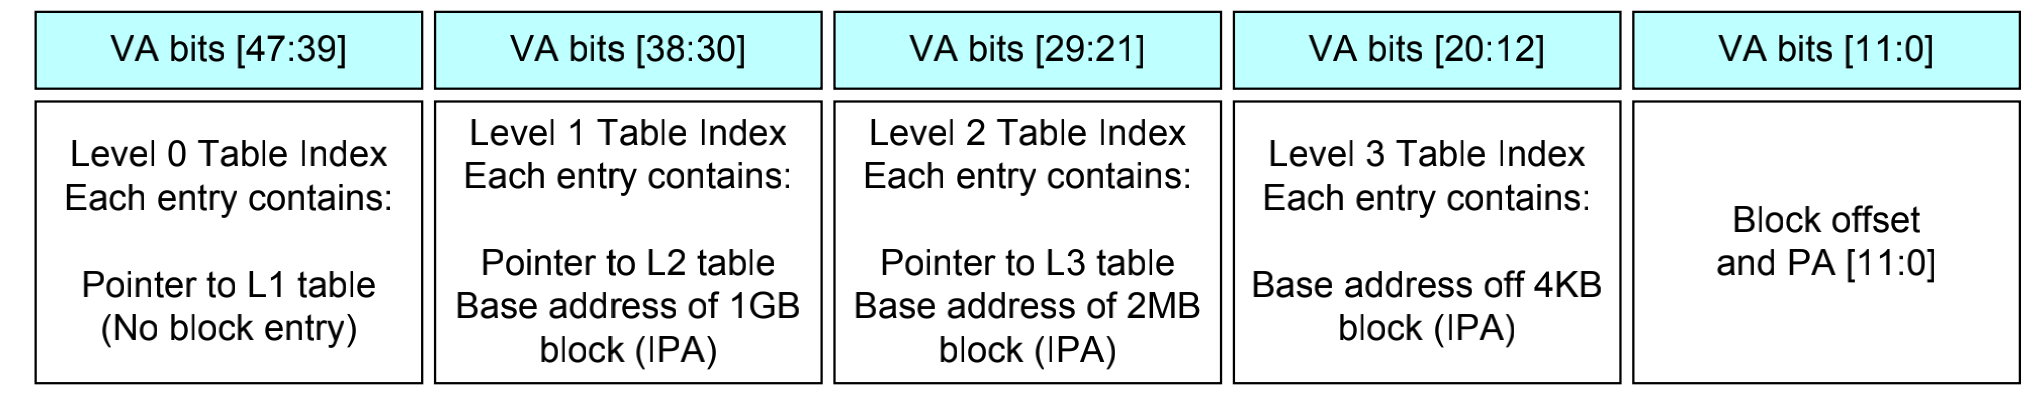 VA bits [47:39]
VA bits [38:30]
VA bits [29:21]
VA bits [20:12]
VA bits [11:0]
Level 0 Table Index
Each entry contains:
Pointer to L1 table
(No block entry)
Level 1 Table Index
Each entry contains:
Pointer to L2 table
Base address of 1GB
block (IPA)
Level 2 Table Index
Each entry contains:
Pointer to L3 table
Base address of 2MB
block (IPA)
Level 3 Table Index
Each entry contains:
Base address off 4KB
block (IPA)
Block offset
and PA [11:0]